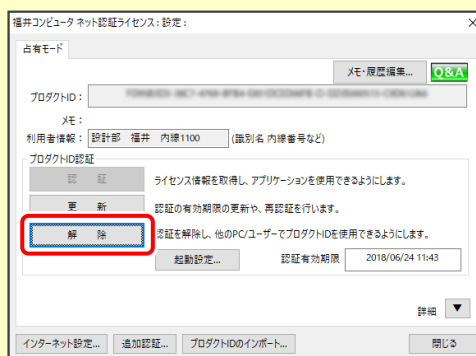 福井コンピュータ ネット認証ライセンス : 設定 :
占有モード
メモ・履歴編集... Q&A
プロダクトID :
メモ :
利用者情報 : 設計部 福井 内線1100 (識別名 内線番号など)
プロダクトID認証
認 証 ライセンス情報を取得し、アプリケーションを使用できるようにします。
更 新 認証の有効期限の更新や、再認証を行います。
解 除 認証を解除し、他のPC/ユーザーでプロダクトIDを使用できるようにします。
起動設定... 認証有効期限 2018/06/24 11:43
詳細 ▼
インターネット設定... 追加認証... プロダクトIDのインポート... 閉じる